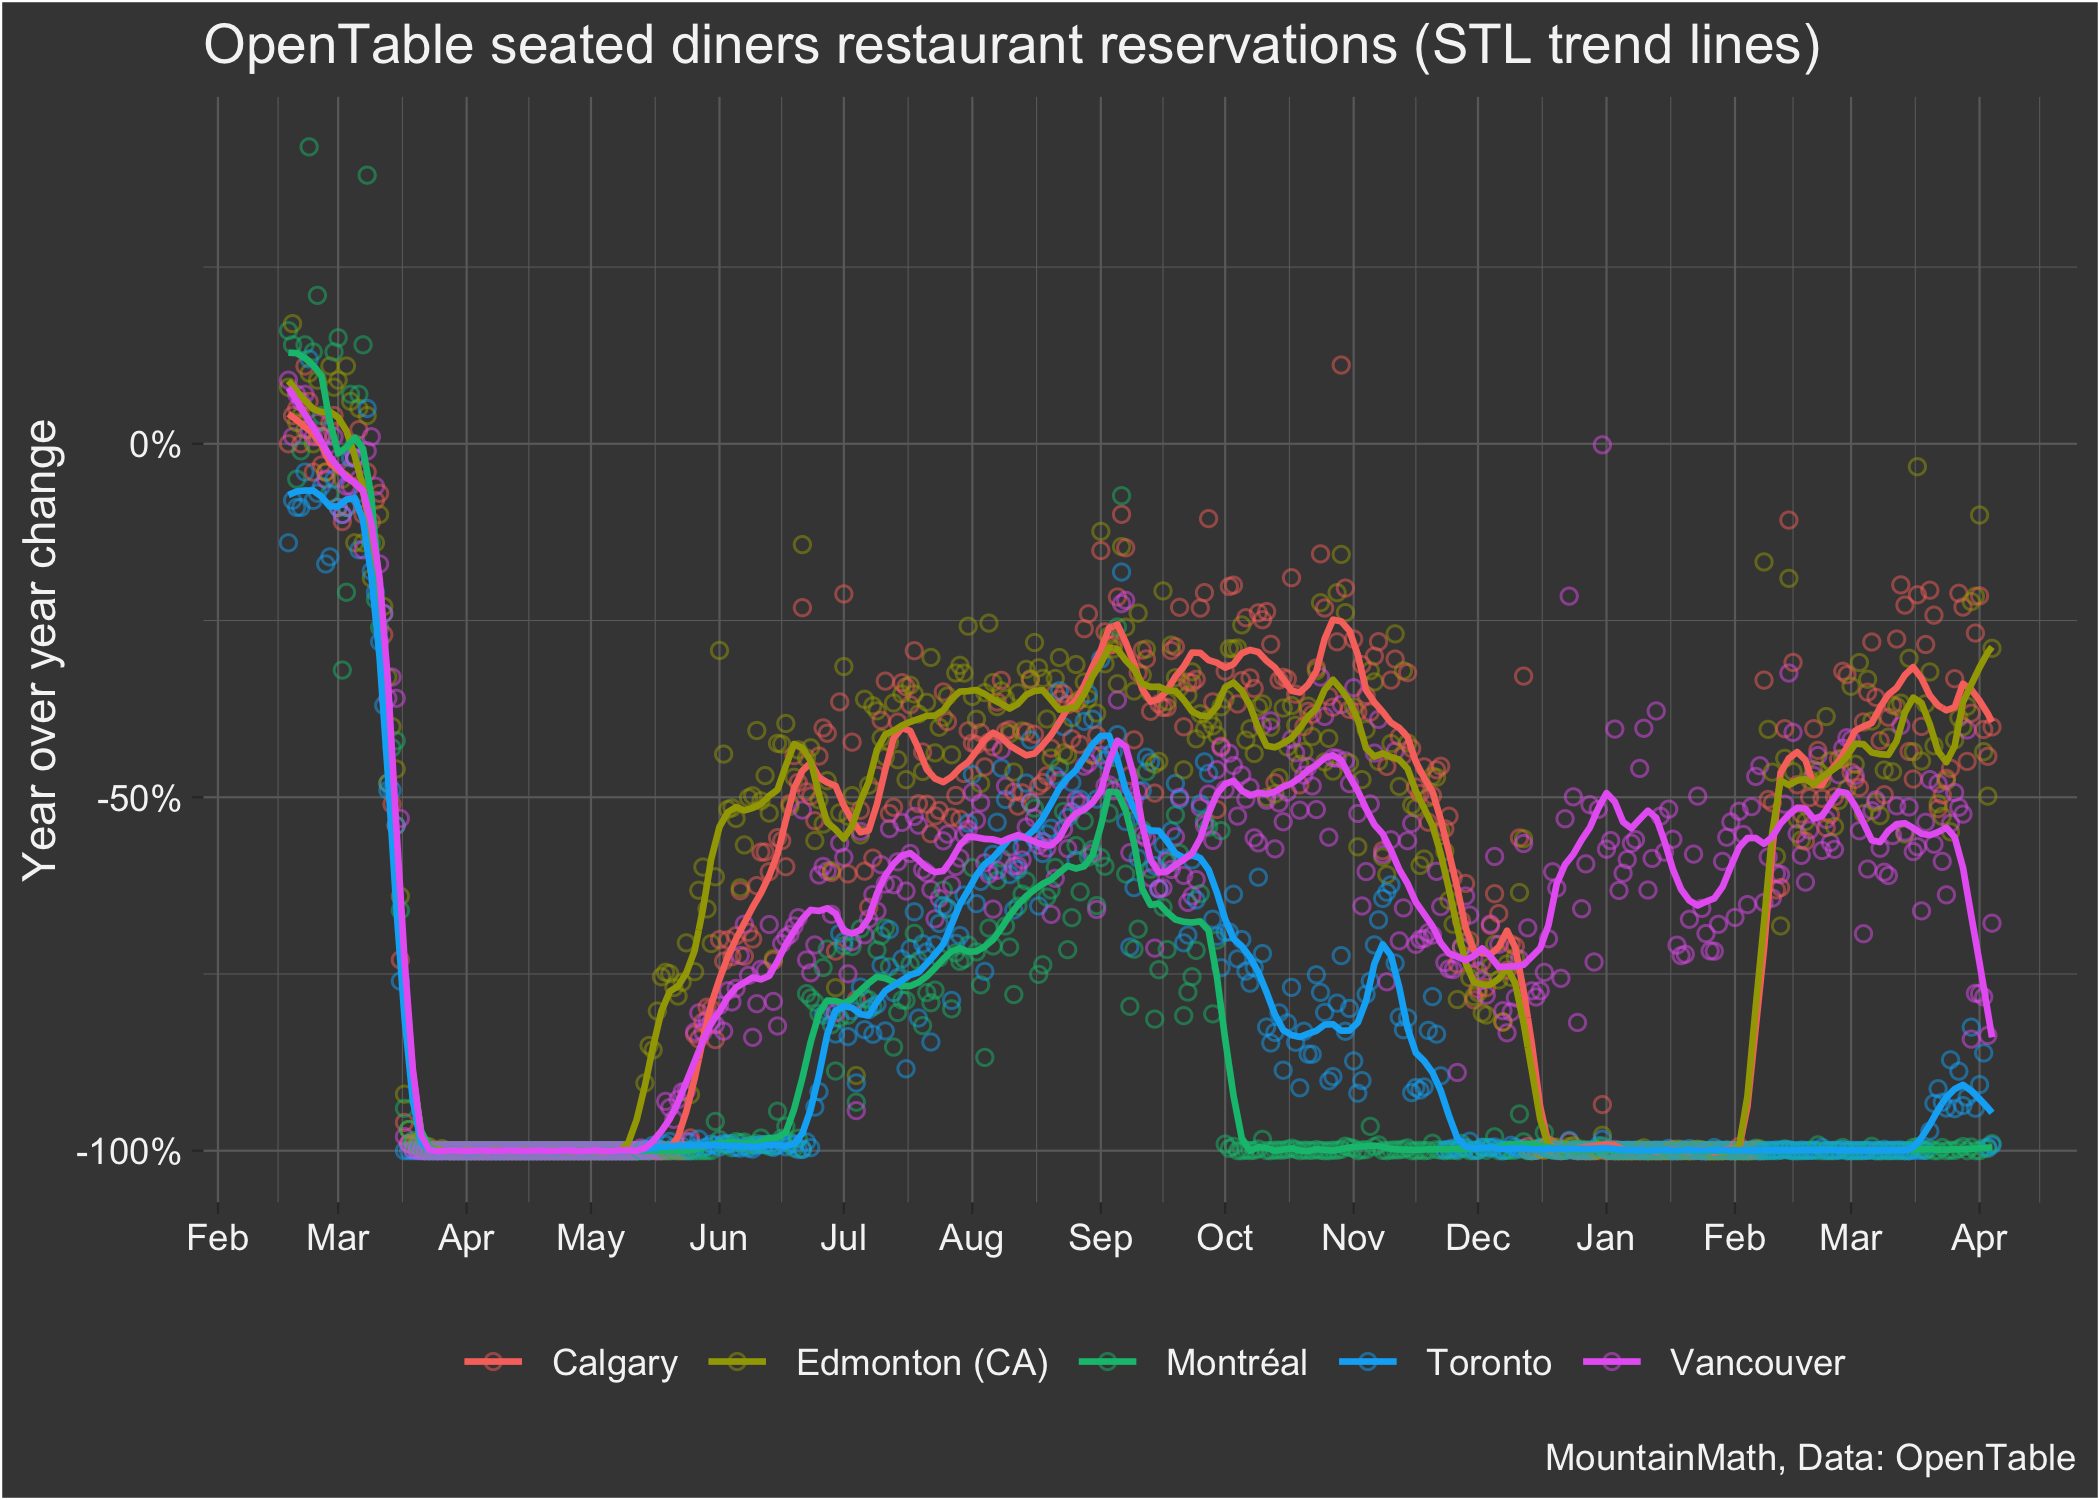 OpenTable seated diners restaurant reservations (STL trend lines)
Year over year change
0%
-50%
-100%
Feb Mar Apr May Jun Jul Aug Sep Oct Nov Dec Jan Feb Mar Apr
Calgary Edmonton (CA) Montréal Toronto Vancouver
MountainMath, Data: OpenTable